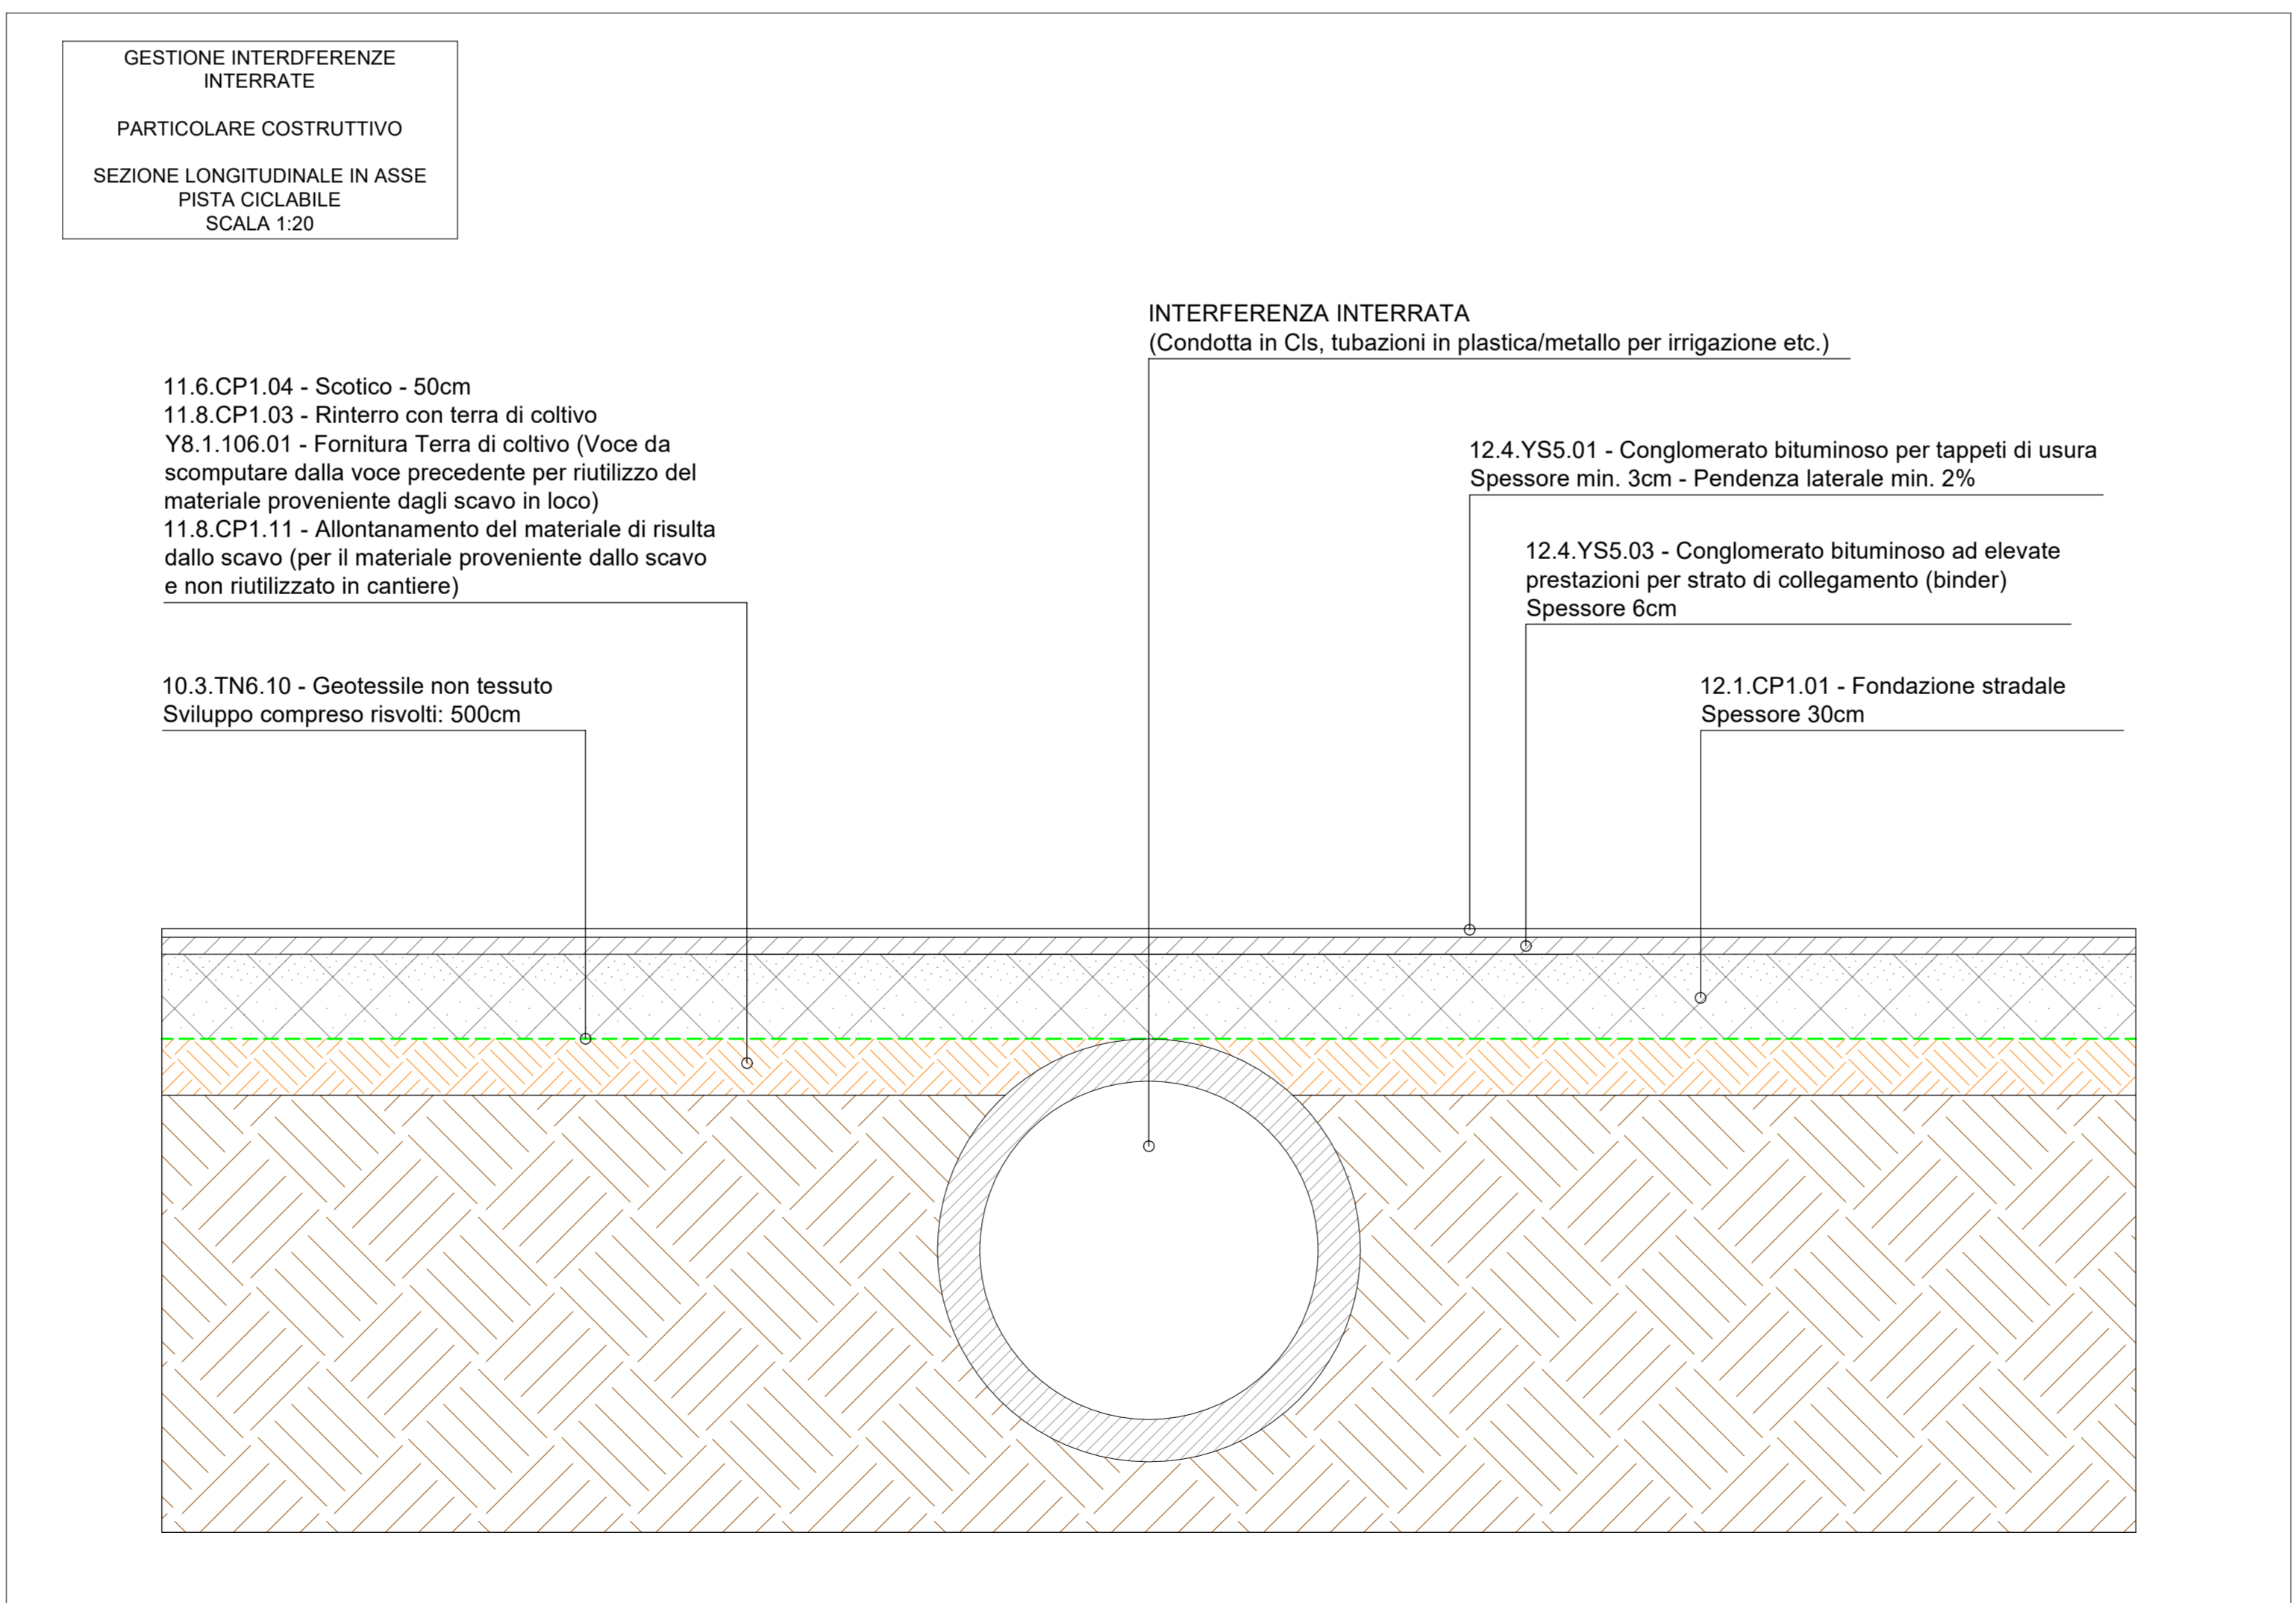 GESTIONE INTERDFERENZE
INTERRATE
PARTICOLARE COSTRUTTIVO
SEZIONE LONGITUDINALE IN ASSE
PISTA CICLABILE
SCALA 1:20
INTERFERENZA INTERRATA
(Condotta in Cls, tubazioni in plastica/metallo per irrigazione etc.)
11.6.CP1.04 - Scotico - 50cm
11.8.CP1.03 - Rinterro con terra di coltivo
Y8.1.106.01 - Fornitura Terra di coltivo (Voce da
scomputare dalla voce precedente per riutilizzo del
materiale proveniente dagli scavo in loco)
11.8.CP1.11 - Allontanamento del materiale di risulta
dallo scavo (per il materiale proveniente dallo scavo
e non riutilizzato in cantiere)
12.4.YS5.01 - Conglomerato bituminoso per tappeti di usura
Spessore min. 3cm - Pendenza laterale min. 2%
12.4.YS5.03 - Conglomerato bituminoso ad elevate
prestazioni per strato di collegamento (binder)
Spessore 6cm
10.3.TN6.10 - Geotessile non tessuto
Sviluppo compreso risvolti: 500cm
12.1.CP1.01 - Fondazione stradale
Spessore 30cm